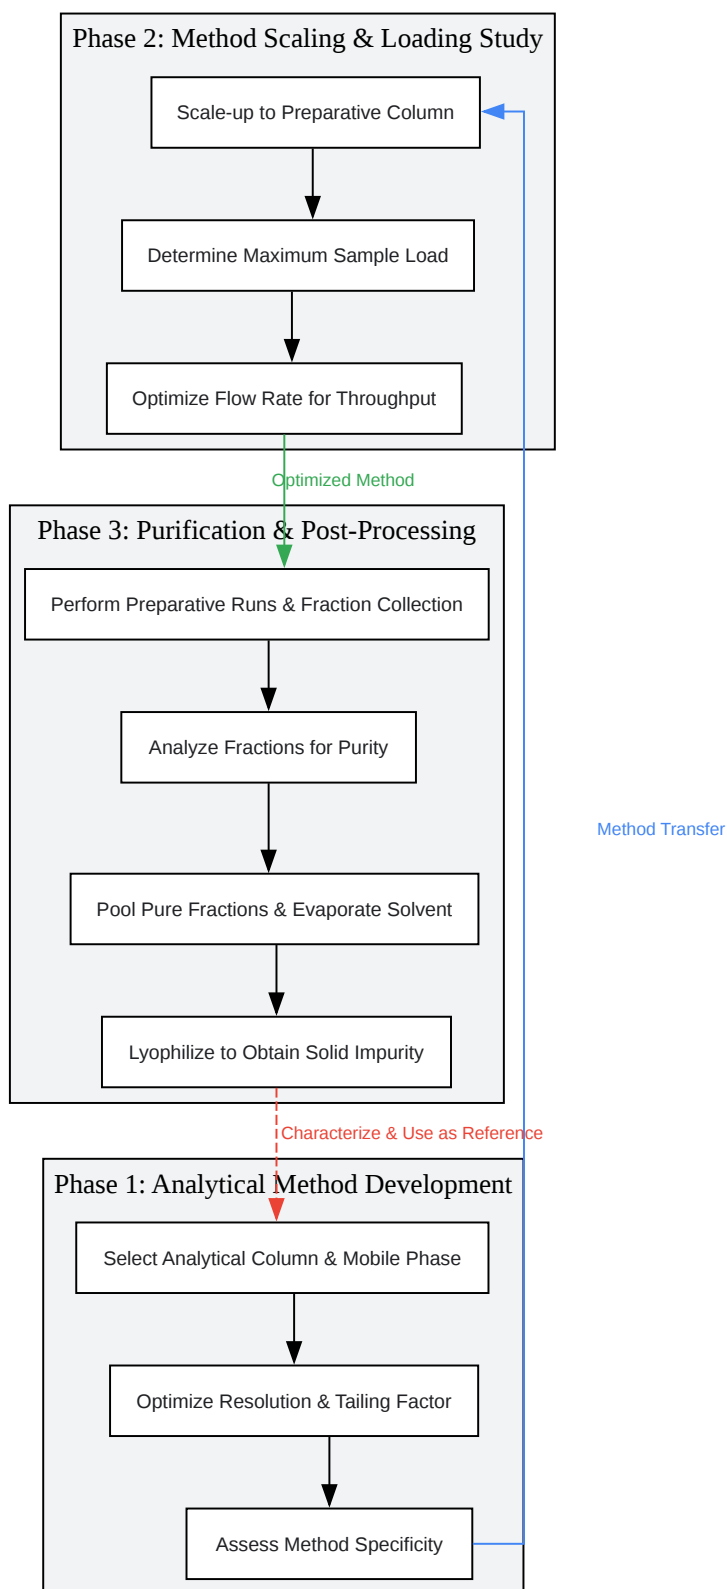 Phase 2: Method Scaling & Loading Study
Scale-up to Preparative Column
Determine Maximum Sample Load
Optimize Flow Rate for Throughput
Optimized Method
Phase 3: Purification & Post-Processing
Perform Preparative Runs & Fraction Collection
Analyze Fractions for Purity
Method Transfer
Pool Pure Fractions & Evaporate Solvent
Lyophilize to Obtain Solid Impurity
Characterize & Use as Reference
Phase 1: Analytical Method Development
Select Analytical Column & Mobile Phase
Optimize Resolution & Tailing Factor
Assess Method Specificity